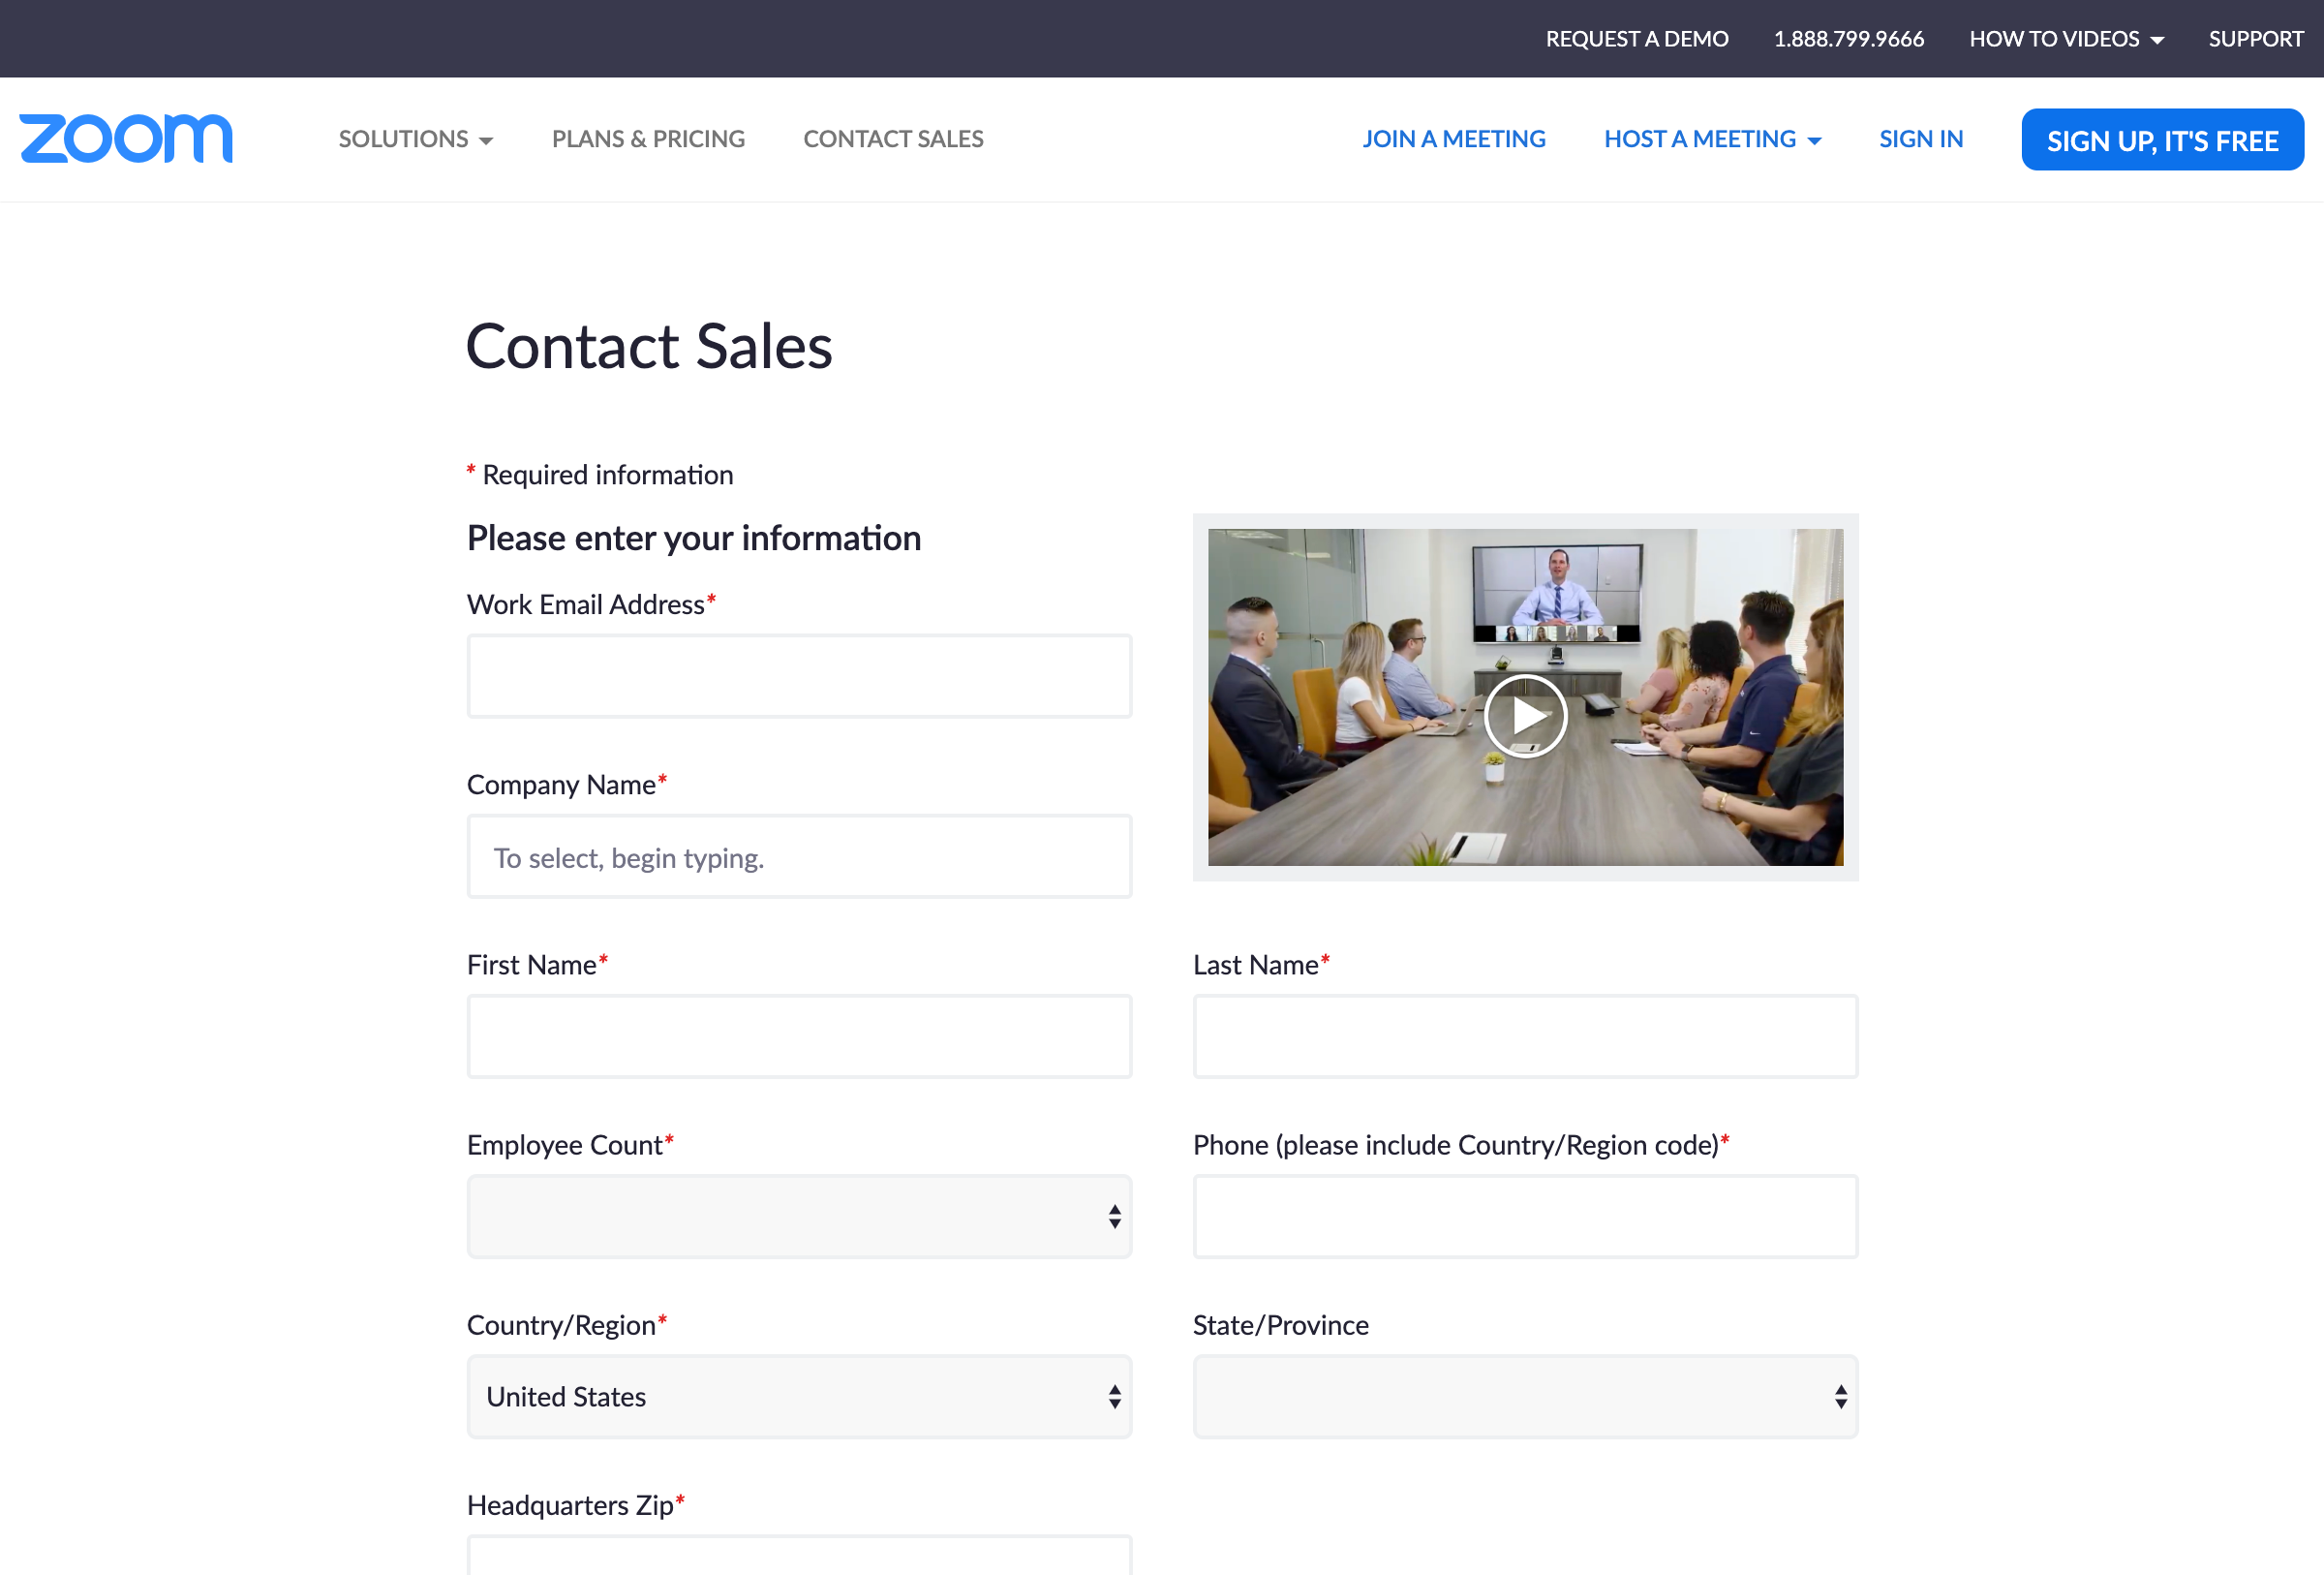 REQUEST A DEMO 1.888.799.9666 HOW TO VIDEOS SUPPORT
zoom SOLUTIONS PLANS & PRICING CONTACT SALES JOIN A MEETING HOST A MEETING SIGN IN SIGN UP, IT'S FREE
Contact Sales
* Required information
Please enter your information
Work Email Address*
Company Name*
To select, begin typing.
First Name*
Last Name*
Employee Count*
Phone (please include Country/Region code)*
Country/Region*
United States
State/Province
Headquarters Zip*